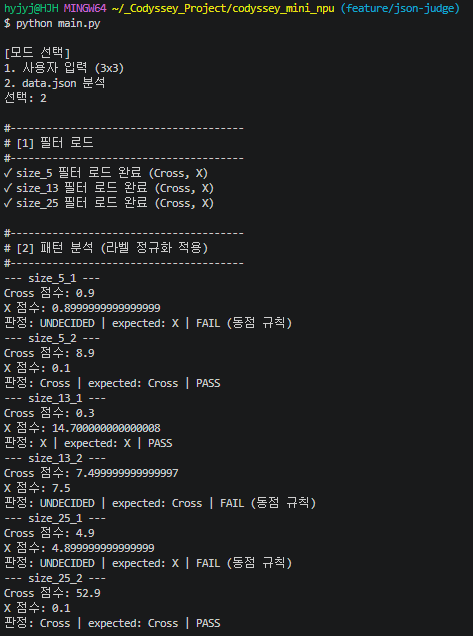 hyjyj@HJH MINGW64 ~/_Codyssey_Project/codyssey_mini_npu (feature/json-judge)
$ python main.py
[모드 선택]
1. 사용자 입력 (3x3)
2. data.json 분석
선택: 2
#---------------------------------------
# [1] 필터 로드
#---------------------------------------
✓ size_5 필터 로드 완료 (Cross, X)
✓ size_13 필터 로드 완료 (Cross, X)
✓ size_25 필터 로드 완료 (Cross, X)
#---------------------------------------
# [2] 패턴 분석 (라벨 정규화 적용)
#---------------------------------------
--- size_5_1 ---
Cross 점수: 0.9
X 점수: 0.8999999999999999
판정: UNDECIDED | expected: X | FAIL (동점 규칙)
--- size_5_2 ---
Cross 점수: 8.9
X 점수: 0.1
판정: Cross | expected: Cross | PASS
--- size_13_1 ---
Cross 점수: 0.3
X 점수: 14.700000000000008
판정: X | expected: X | PASS
--- size_13_2 ---
Cross 점수: 7.499999999999997
X 점수: 7.5
판정: UNDECIDED | expected: Cross | FAIL (동점 규칙)
--- size_25_1 ---
Cross 점수: 4.9
X 점수: 4.899999999999999
판정: UNDECIDED | expected: X | FAIL (동점 규칙)
--- size_25_2 ---
Cross 점수: 52.9
X 점수: 0.1
판정: Cross | expected: Cross | PASS